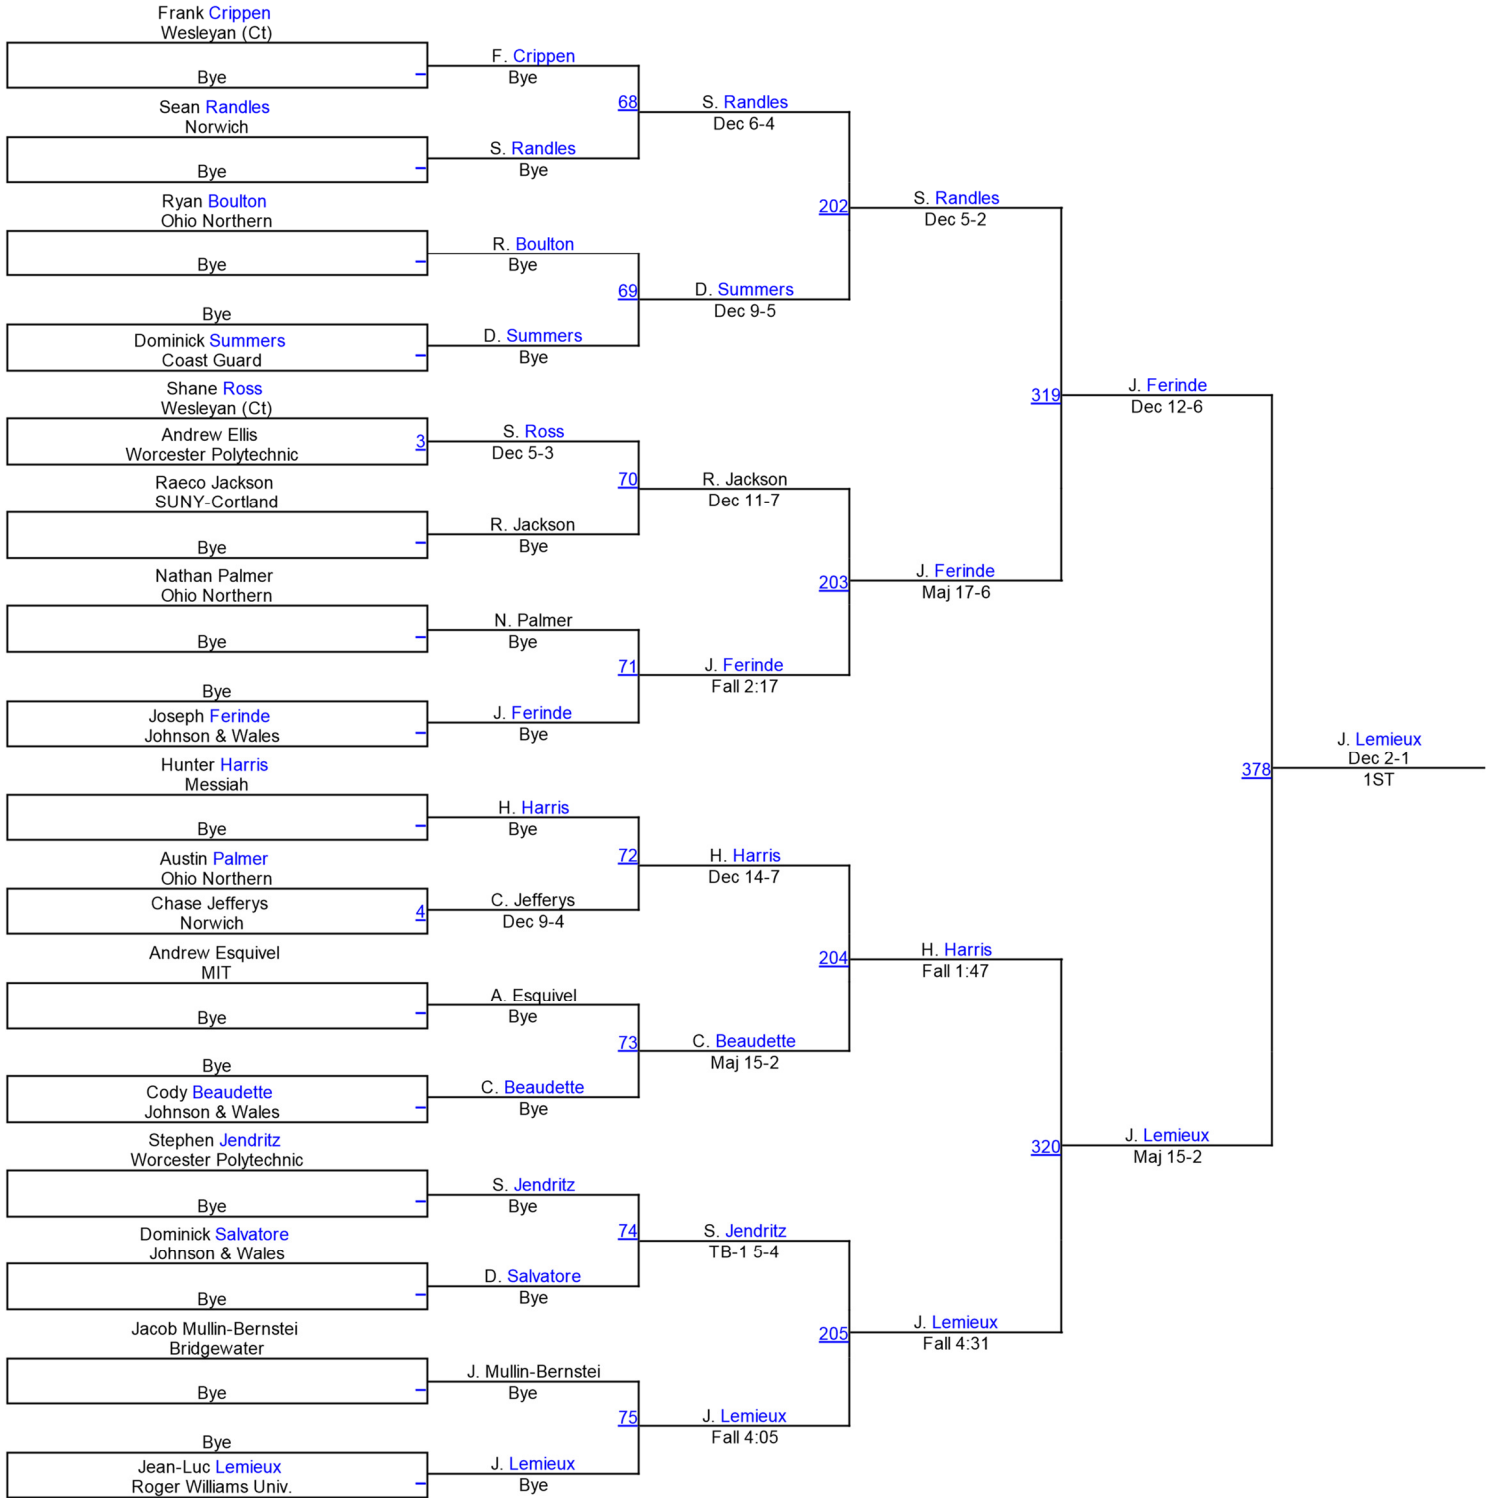 Frank Crippen
Wesleyan (Ct)
Bye
Sean Randles
Norwich
Bye
Ryan Boulton
Ohio Northern
Bye
Bye
Dominick Summers
Coast Guard
Shane Ross
Wesleyan (Ct)
Andrew Ellis
Worcester Polytechnic
3
Raeco Jackson
SUNY-Cortland
Bye
Nathan Palmer
Ohio Northern
Bye
Bye
Joseph Ferinde
Johnson & Wales
Hunter Harris
Messiah
Bye
Austin Palmer
Ohio Northern
Chase Jefferys
Norwich
4
Andrew Esquivel
MIT
Bye
Bye
Cody Beaudette
Johnson & Wales
Stephen Jendritz
Worcester Polytechnic
Bye
Dominick Salvatore
Johnson & Wales
Bye
Jacob Mullin-Bernstei
Bridgewater
Bye
Bye
Jean-Luc Lemieux
Roger Williams Univ.
F. Crippen
Bye
68
S. Randles
Bye
R. Boulton
Bye
69
D. Summers
Bye
S. Ross
Dec 5-3
70
R. Jackson
Bye
N. Palmer
Bye
71
J. Ferinde
Bye
H. Harris
Bye
72
C. Jefferys
Dec 9-4
A. Esquivel
Bye
73
C. Beaudette
Bye
S. Jendritz
Bye
74
D. Salvatore
Bye
J. Mullin-Bernstei
Bye
75
J. Lemieux
Bye
S. Randles
Dec 6-4
202
D. Summers
Dec 9-5
R. Jackson
Dec 11-7
203
J. Ferinde
Fall 2:17
H. Harris
Dec 14-7
204
C. Beaudette
Maj 15-2
S. Jendritz
TB-1 5-4
205
J. Lemieux
Fall 4:05
S. Randles
Dec 5-2
319
J. Ferinde
Maj 17-6
H. Harris
Fall 1:47
320
J. Lemieux
Fall 4:31
J. Ferinde
Dec 12-6
378
J. Lemieux
Maj 15-2
J. Lemieux
Dec 2-1
1ST